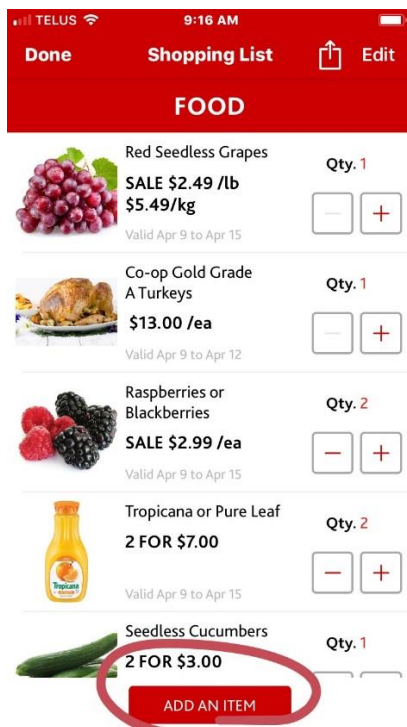 TELUS 9:16 AM
Done Shopping List Edit
FOOD
Red Seedless Grapes
Qty. 1
SALE $2.49 /lb
$5.49/kg
Valid Apr 9 to Apr 15
Co-op Gold Grade
A Turkeys
Qty. 1
$13.00 /ea
Valid Apr 9 to Apr 12
Raspberries or
Blackberries
Qty. 2
SALE $2.99 /ea
Valid Apr 9 to Apr 15
Tropicana or Pure Leaf
Qty. 2
2 FOR $7.00
Tropicana
Valid Apr 9 to Apr 15
Seedless Cucumbers
Qty. 1
2 FOR $3.00
ADD AN ITEM